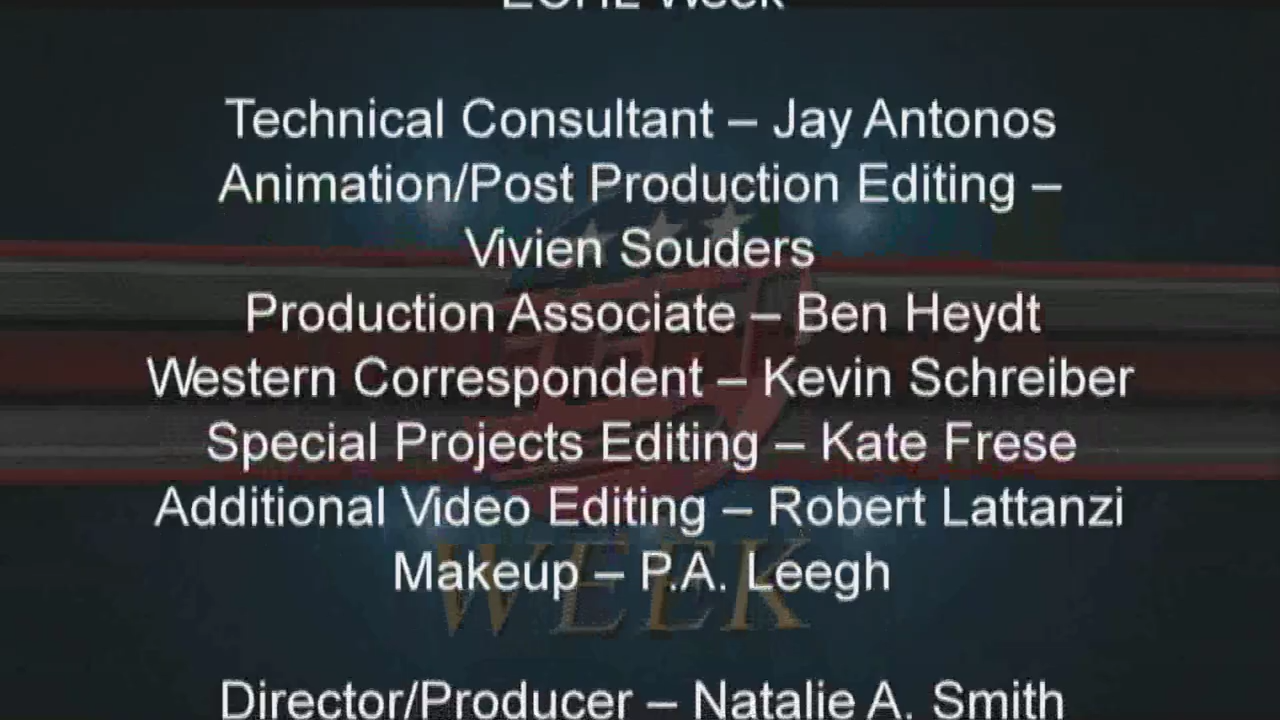 Week
Technical Consultant – Jay Antonos
Animation/Post Production Editing –
Vivien Souders
Production Associate – Ben Heydt
Western Correspondent – Kevin Schreiber
Special Projects Editing – Kate Frese
Additional Video Editing – Robert Lattanzi
Makeup – P.A. Leegh
WEEK
Director/Producer – Natalie A. Smith